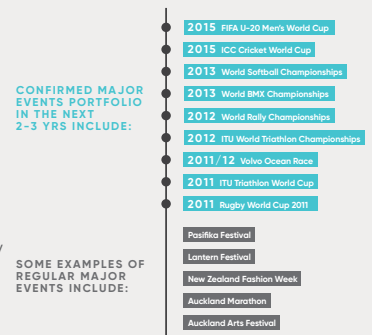 2015 FIFA U-20 Men's World Cup
2015 ICC Cricket World Cup
2013 World Softball Championships
2013 World BMX Championships
2012 World Rally Championships
2012 ITU World Triathlon Championships
2011/12 Volvo Ocean Race
2011 ITU Triathlon World Cup
2011 Rugby World Cup 2011
CONFIRMED MAJOR
EVENTS PORTFOLIO
IN THE NEXT
2-3 YRS INCLUDE:
Pasifika Festival
Lantern Festival
New Zealand Fashion Week
Auckland Marathon
Auckland Arts Festival
SOME EXAMPLES OF
REGULAR MAJOR
EVENTS INCLUDE: